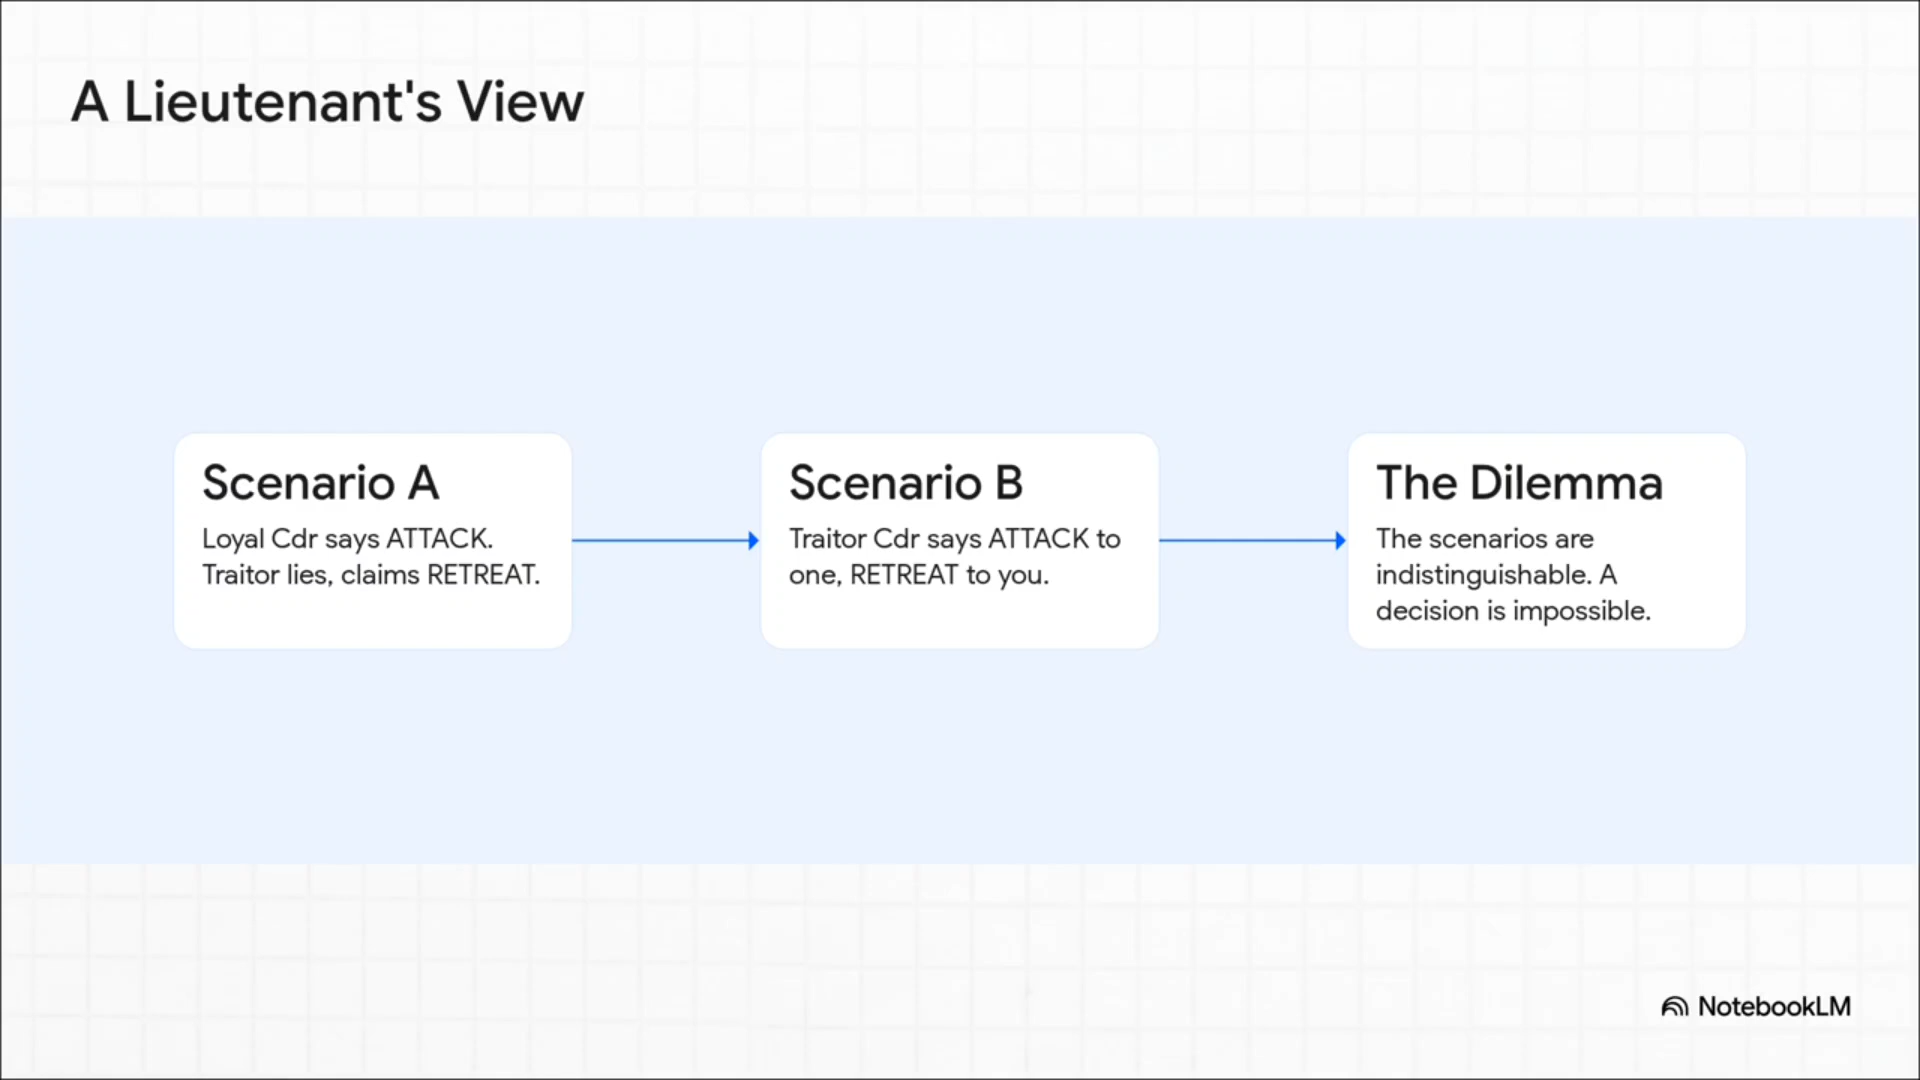 A Lieutenant's View
Scenario A
Loyal Cdr says ATTACK.
Traitor lies, claims RETREAT.
Scenario B
Traitor Cdr says ATTACK to
one, RETREAT to you.
The Dilemma
The scenarios are
indistinguishable. A
decision is impossible.
NotebookLM